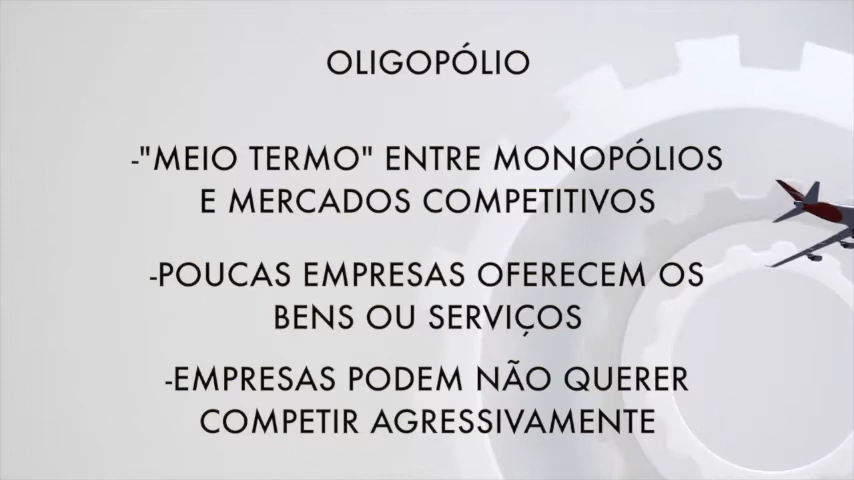 OLIGOPÓLIO
-"MEIO TERMO" ENTRE MONOPÓLIOS
E MERCADOS COMPETITIVOS
-POUCAS EMPRESAS OFERECEM OS
BENS OU SERVIÇOS
-EMPRESAS PODEM NÃO QUERER
COMPETIR AGRESSIVAMENTE